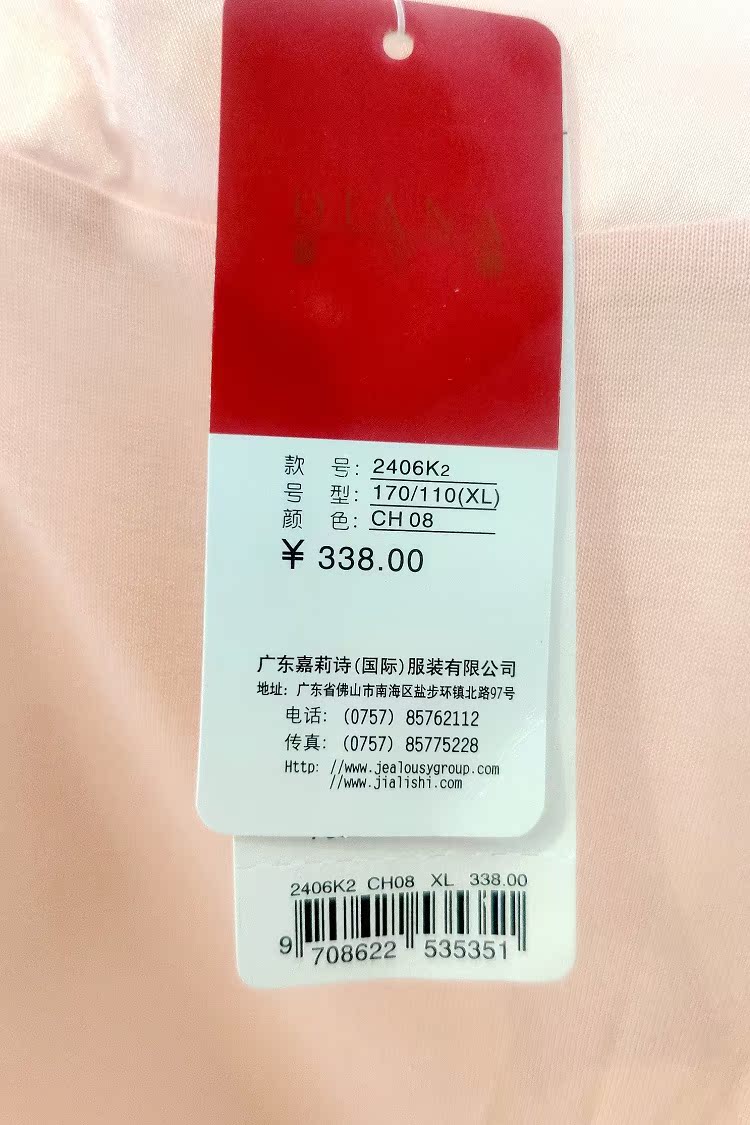 款 号: 2406K2
号 型: 170/110(XL)
颜 色: CH 08
¥ 338.00
广东嘉莉诗(国际)服装有限公司
地址: 广东省佛山市南海区盐步环镇北路97号
电话: (0757) 85762112
传真: (0757) 85775228
Http: //www.jealousygroup.com
//www.jialishi.com
2406K2 CH08 XL 338.00
9 708622 535351